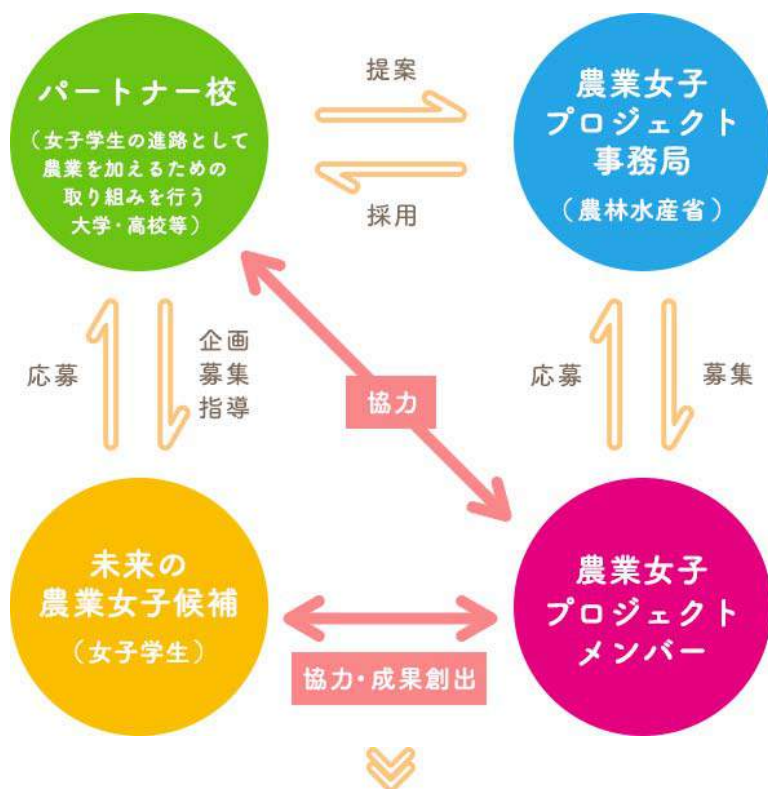 パートナー校
(女子学生の進路として
農業を加えるための
取り組みを行う
大学・高校等)
提案
採用
農業女子
プロジェクト
事務局
(農林水産省)
応募
企画
募集
指導
協力
応募
募集
未来の
農業女子候補
(女子学生)
協力・成果創出
農業女子
プロジェクト
メンバー